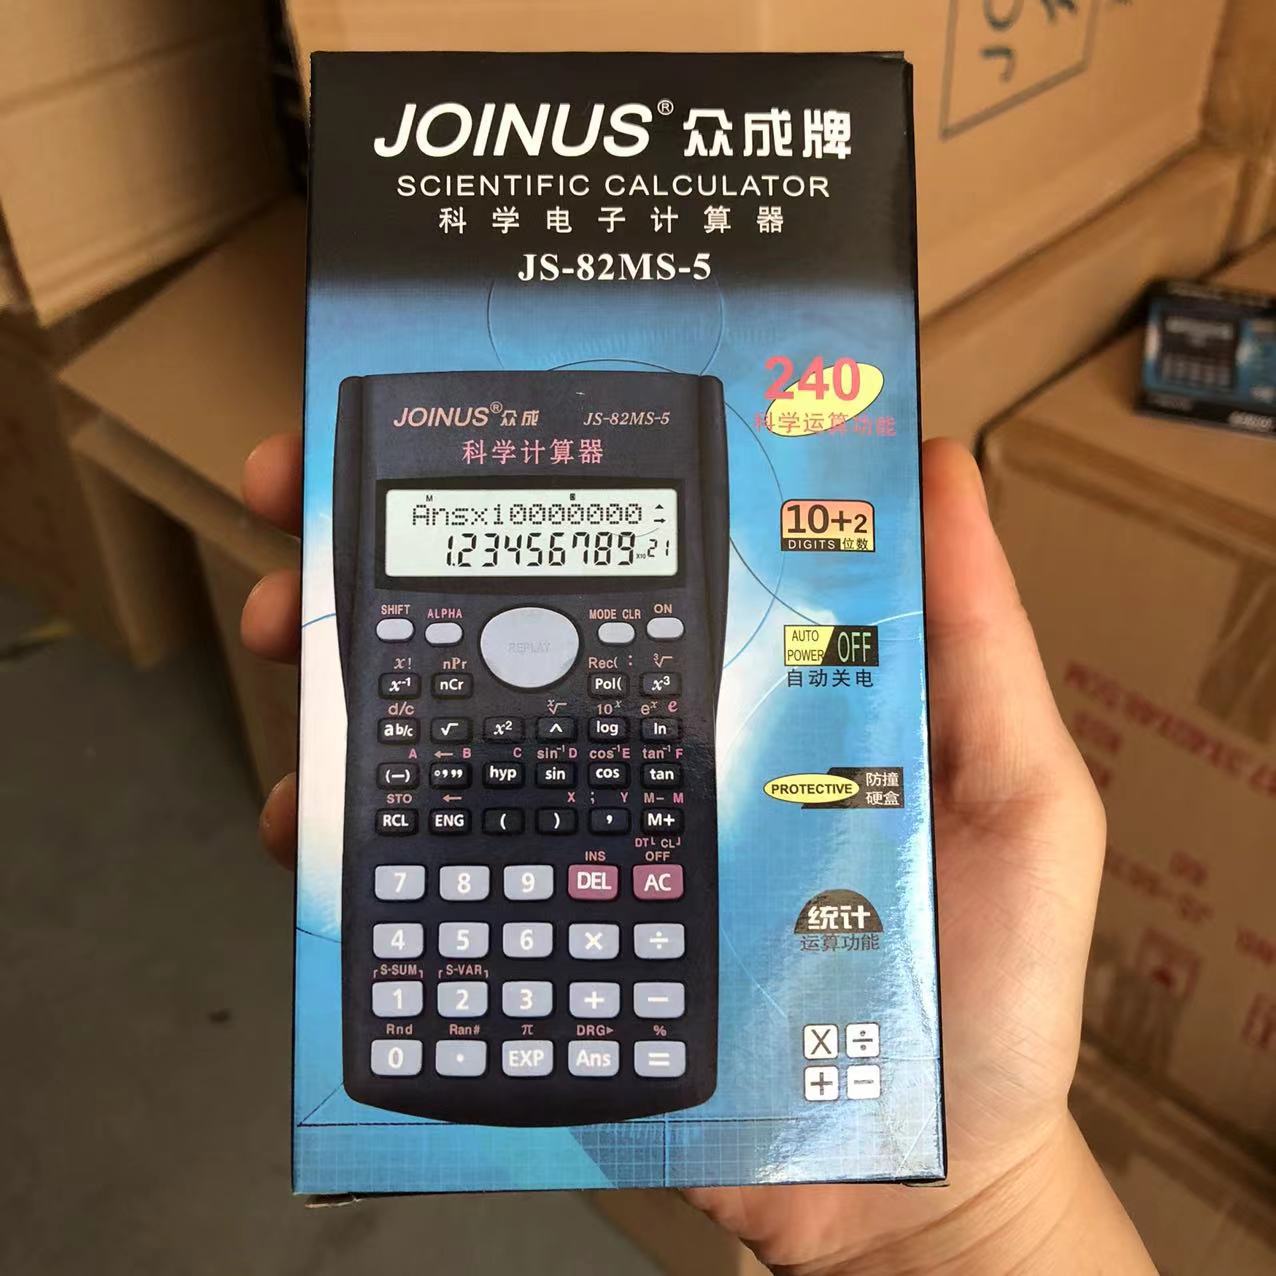 JOINUS® 众成牌
SCIENTIFIC CALCULATOR
科学电子计算器
JS-82MS-5
240
科学运算功能
10+2
DIGITS 位数
AUTO POWER OFF
自动关电
PROTECTIVE 防撞硬盒
统计
运算功能
X ÷
+ −
JOINUS® 众成 JS-82MS-5
科学计算器
M
Ansx10000000
1.23456789 x10 21
SHIFT ALPHA MODE CLR ON
REPLAY
x! nPr Rec( : ³√
x⁻¹ nCr Pol( x³
d/c ˣ√ 10ˣ eˣ e
ab/c √ x² ^ log ln
A ← B C sin⁻¹ D cos⁻¹ E tan⁻¹ F
(−) °’” hyp sin cos tan
STO ← X ; Y M− M
RCL ENG ( ) , M+
DT CL
INS OFF
7 8 9 DEL AC
4 5 6 × ÷
S-SUM S-VAR
1 2 3 + −
Rnd Ran# π DRG► %
0 · EXP Ans =
JOINUS